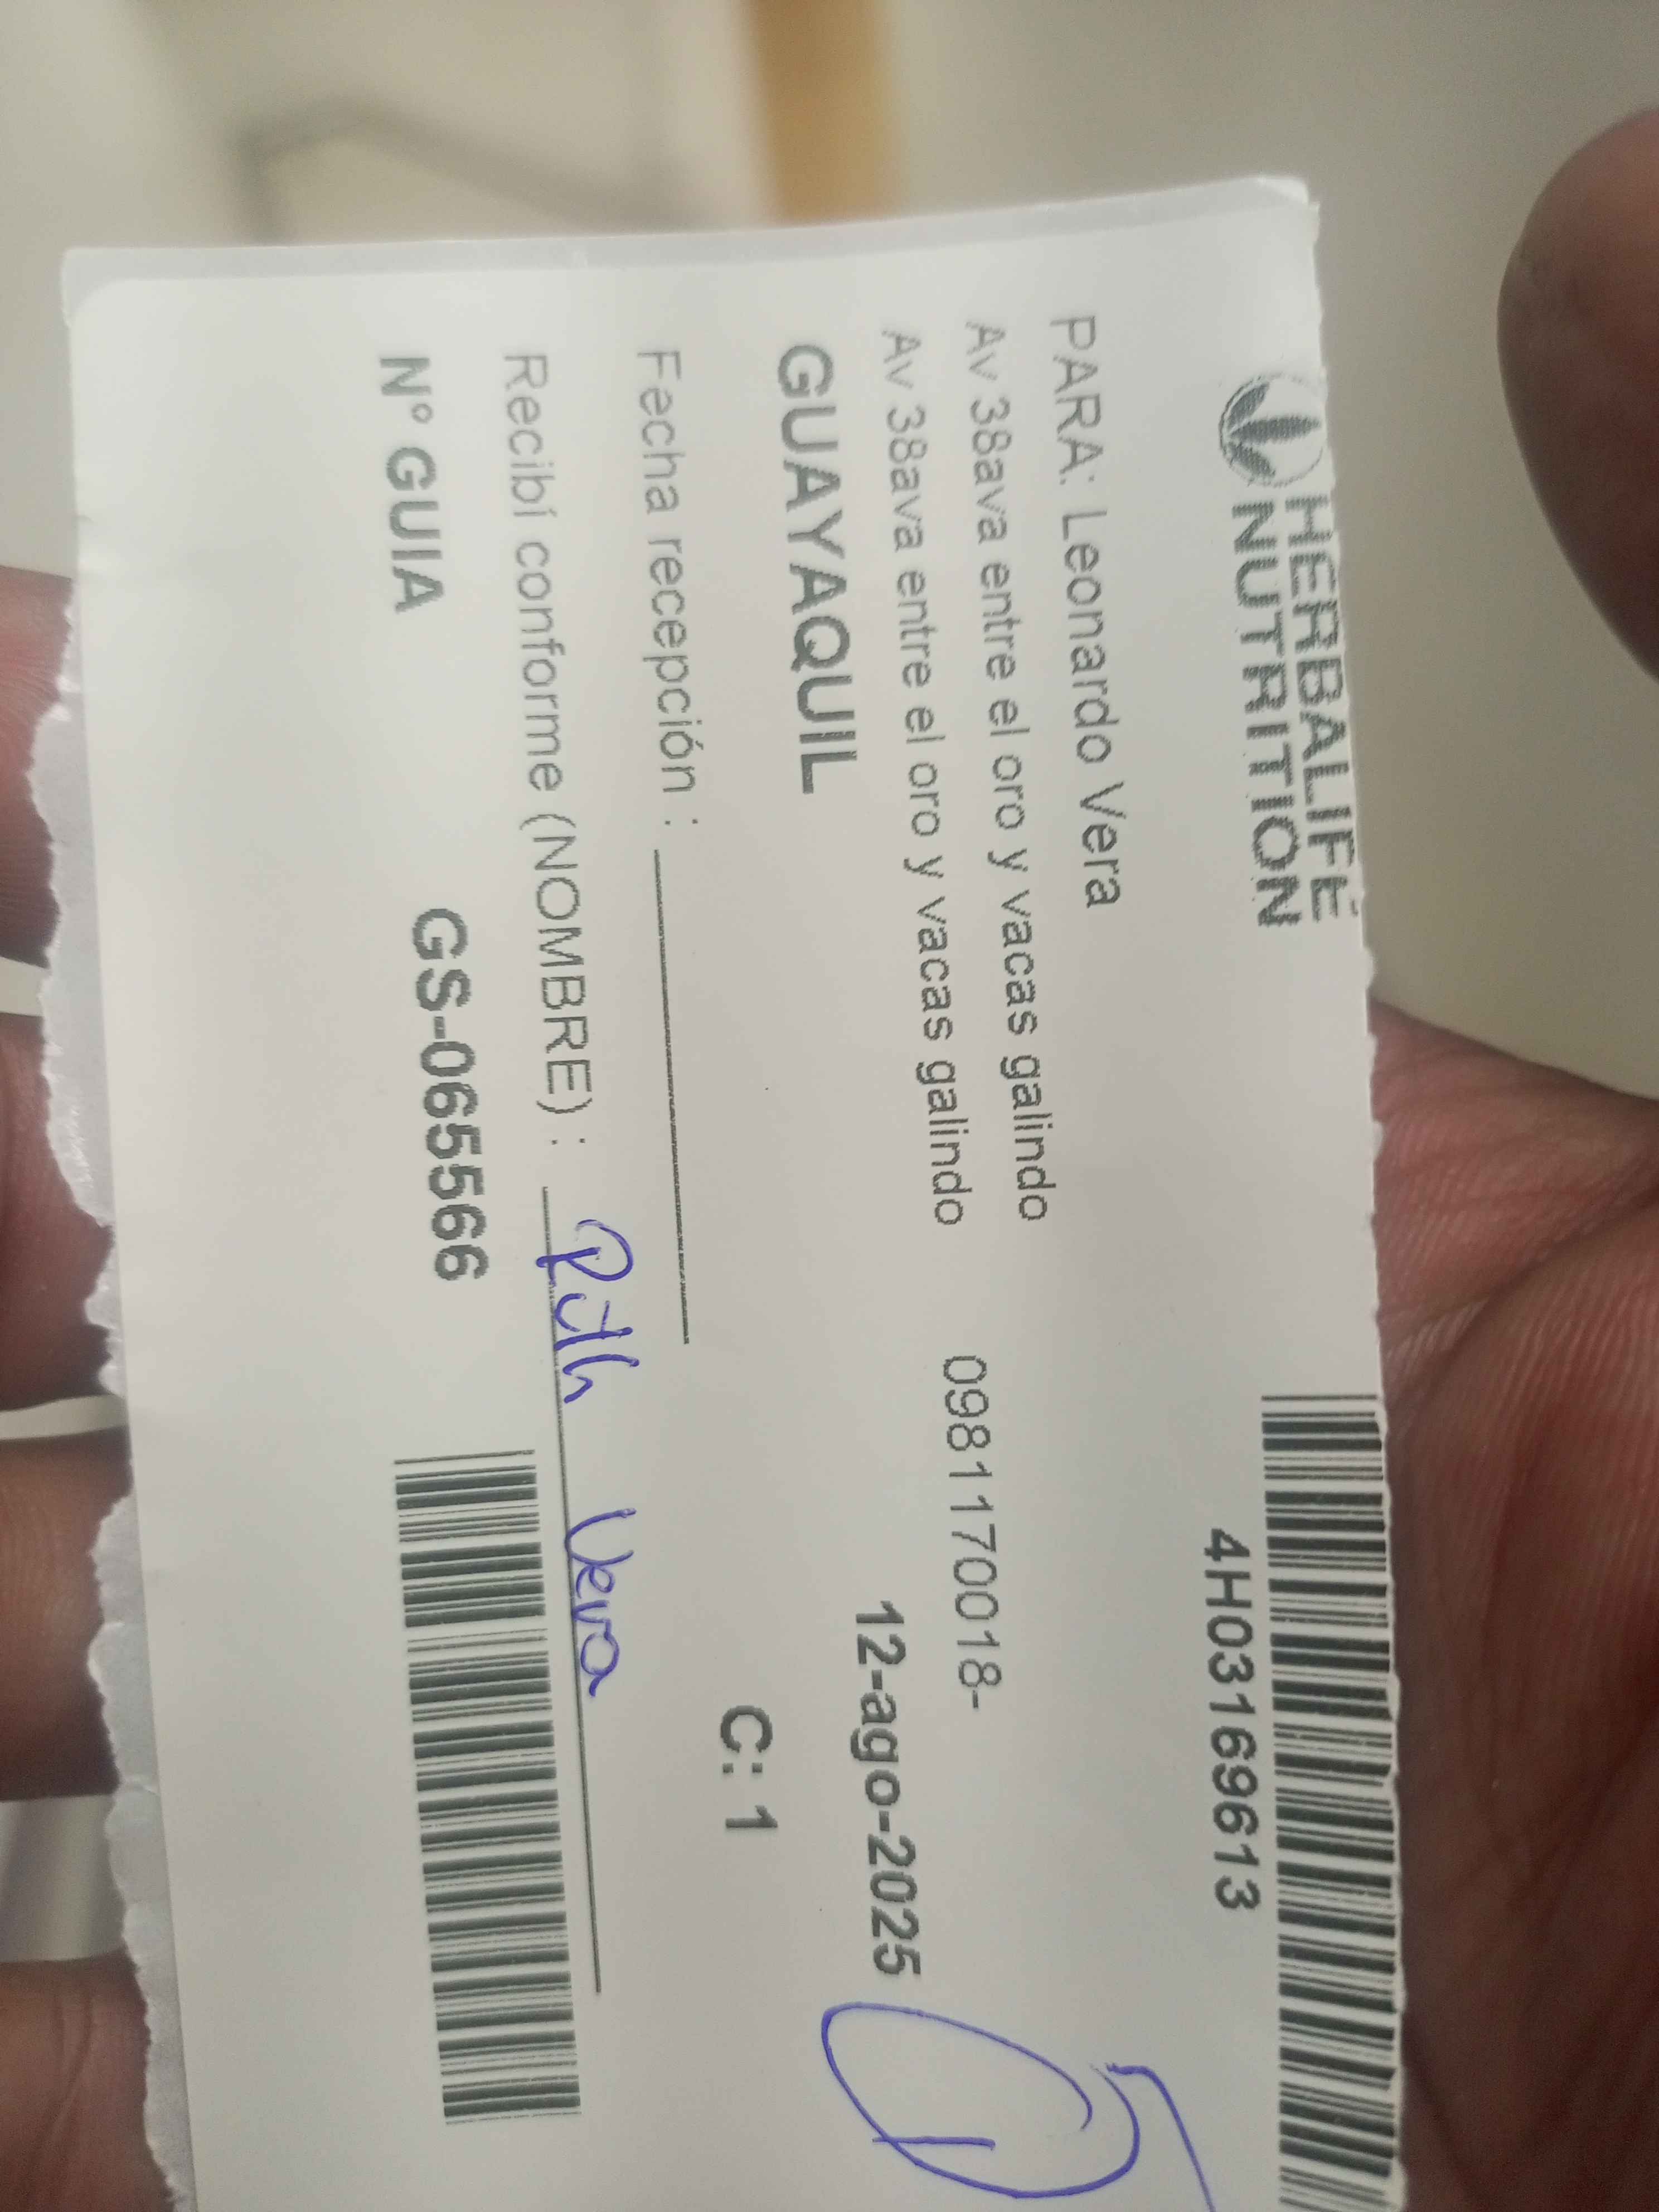 HERBALIFE
NUTRITION
4H03169613
PARA: Leonardo Vera
Av 38ava entre el oro y vacas galindo
Av 38ava entre el oro y vacas galindo
0981170018-
GUAYAQUIL
12-ago-2025
Fecha recepción :
C: 1
Recibí conforme (NOMBRE) : Ruth Vera
N° GUIA GS-065566